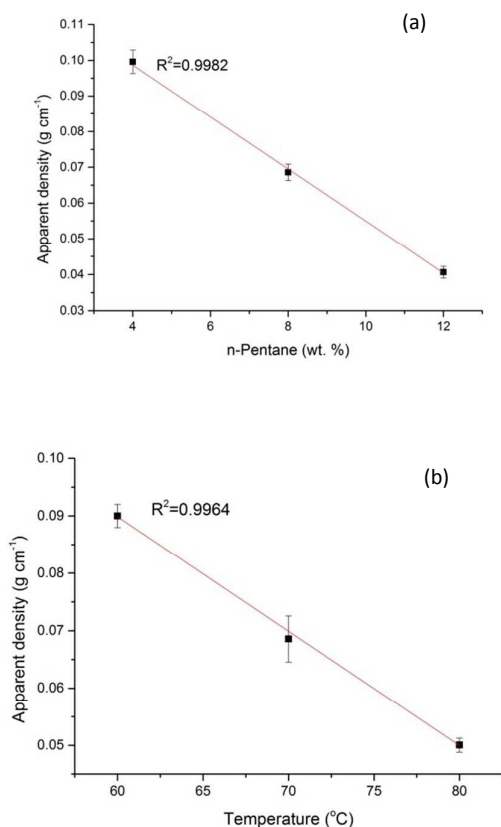 (a)
0.11
R²=0.9982
0.10
0.09
0.08
0.07
0.06
0.05
0.04
0.03
Apparent density (g cm⁻¹)
4 6 8 10 12
n-Pentane (wt. %)
(b)
0.10
R²=0.9964
0.09
0.08
0.07
0.06
0.05
Apparent density (g cm⁻¹)
60 65 70 75 80
Temperature (°C)